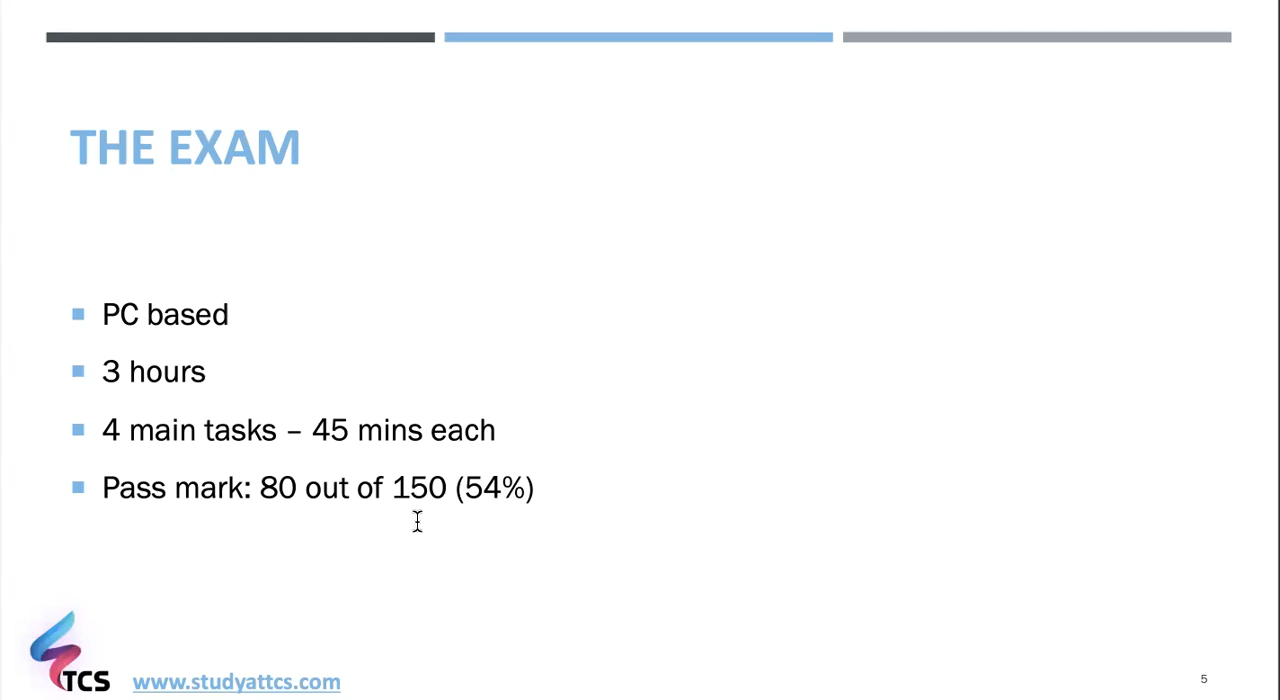 THE EXAM
PC based
3 hours
4 main tasks – 45 mins each
Pass mark: 80 out of 150 (54%)
TCS
www.studyattcs.com
5